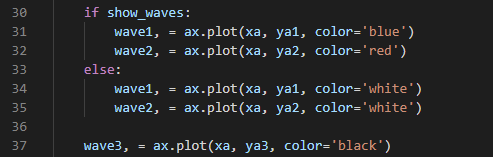 30 if show_waves:
31 wave1, = ax.plot(xa, ya1, color='blue')
32 wave2, = ax.plot(xa, ya2, color='red')
33 else:
34 wave1, = ax.plot(xa, ya1, color='white')
35 wave2, = ax.plot(xa, ya2, color='white')
36
37 wave3, = ax.plot(xa, ya3, color='black')